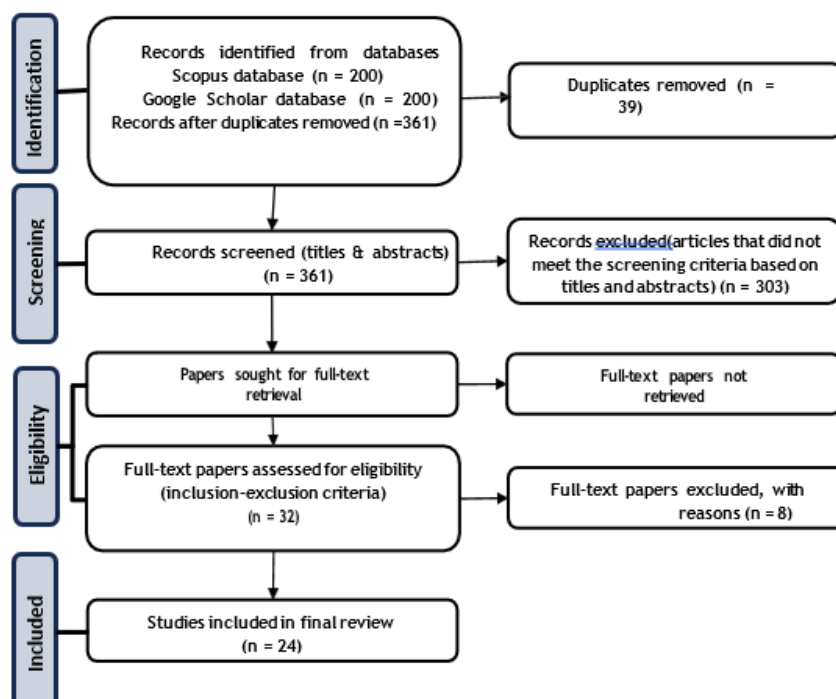 Identification
Records identified from databases
Scopus database (n = 200)
Google Scholar database (n = 200)
Records after duplicates removed (n =361)
Duplicates removed (n =
39)
Screening
Records screened (titles & abstracts)
(n = 361)
Records excluded(articles that did not
meet the screening criteria based on
titles and abstracts) (n = 303)
Eligibility
Papers sought for full-text
retrieval
Full-text papers not
retrieved
Full-text papers assessed for eligibility
(inclusion-exclusion criteria)
(n = 32)
Full-text papers excluded, with
reasons (n = 8)
Included
Studies included in final review
(n = 24)